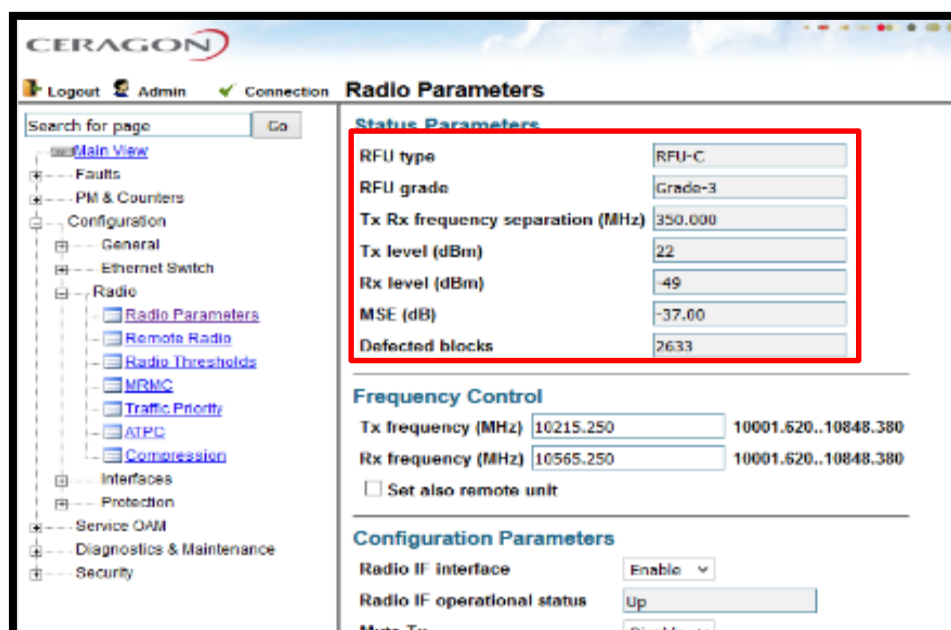 CERAGON
Logout Admin Connection Radio Parameters
Search for page Go
Main View
Faults
PM & Counters
Configuration
General
Ethernet Switch
Radio
Radio Parameters
Remote Radio
Radio Thresholds
MRMC
Traffic Priority
ATPC
Compression
Interfaces
Protection
Service OAM
Diagnostics & Maintenance
Security
Status Parameters
RFU type RFU-C
RFU grade Grade-3
Tx Rx frequency separation (MHz) 350.000
Tx level (dBm) 22
Rx level (dBm) -49
MSE (dB) -37.00
Defected blocks 2633
Frequency Control
Tx frequency (MHz) 10215.250 10001.620..10848.380
Rx frequency (MHz) 10565.250 10001.620..10848.380
Set also remote unit
Configuration Parameters
Radio IF interface Enable
Radio IF operational status Up